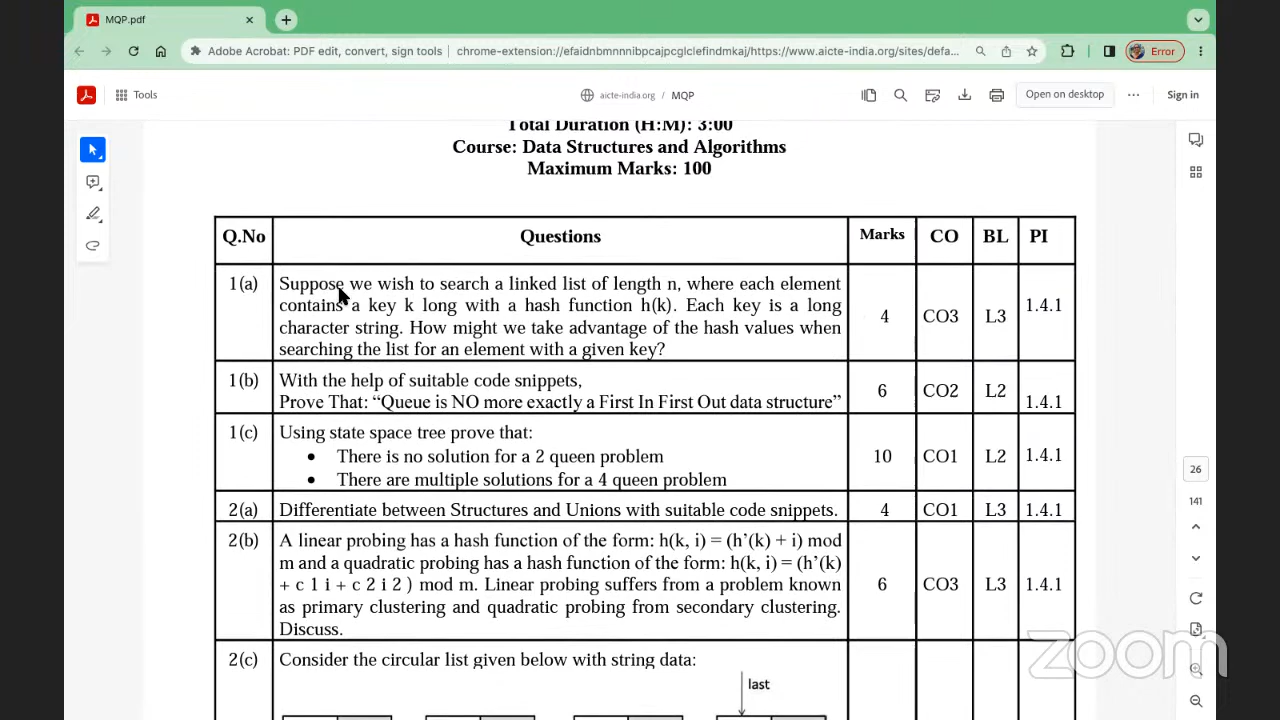 MQP.pdf
Adobe Acrobat: PDF edit, convert, sign tools
chrome-extension://efaidnbmnnnibpcajpcglclefindmkaj/https://www.aicte-india.org/sites/defa...
Error
Tools
aicte-india.org / MQP
Open on desktop
Sign in
Total Duration (H:M): 3:00
Course: Data Structures and Algorithms
Maximum Marks: 100
Q.No Questions Marks CO BL PI
1(a) Suppose we wish to search a linked list of length n, where each element
contains a key k long with a hash function h(k). Each key is a long
character string. How might we take advantage of the hash values when
searching the list for an element with a given key?
4 CO3 L3 1.4.1
1(b) With the help of suitable code snippets,
Prove That: “Queue is NO more exactly a First In First Out data structure”
6 CO2 L2 1.4.1
1(c) Using state space tree prove that:
• There is no solution for a 2 queen problem
• There are multiple solutions for a 4 queen problem
10 CO1 L2 1.4.1
2(a) Differentiate between Structures and Unions with suitable code snippets. 4 CO1 L3 1.4.1
2(b) A linear probing has a hash function of the form: h(k, i) = (h’(k) + i) mod
m and a quadratic probing has a hash function of the form: h(k, i) = (h’(k)
+ c 1 i + c 2 i 2 ) mod m. Linear probing suffers from a problem known
as primary clustering and quadratic probing from secondary clustering.
Discuss.
6 CO3 L3 1.4.1
2(c) Consider the circular list given below with string data:
last
26
141
zoom